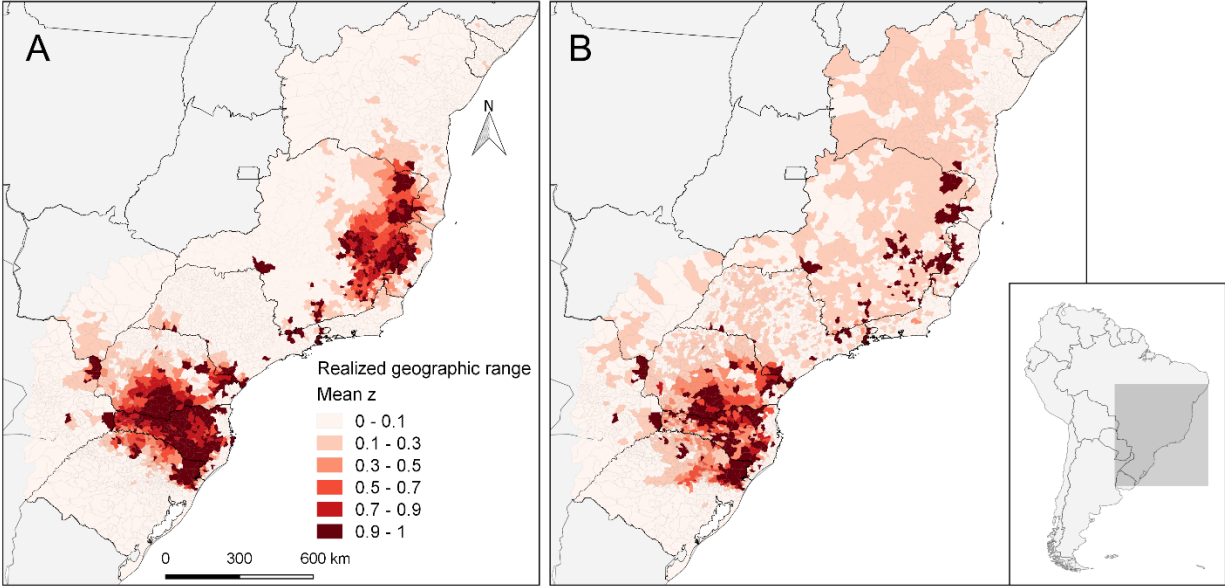 A
B
N
Realized geographic range
Mean z
0 - 0.1
0.1 - 0.3
0.3 - 0.5
0.5 - 0.7
0.7 - 0.9
0.9 - 1
0 300 600 km